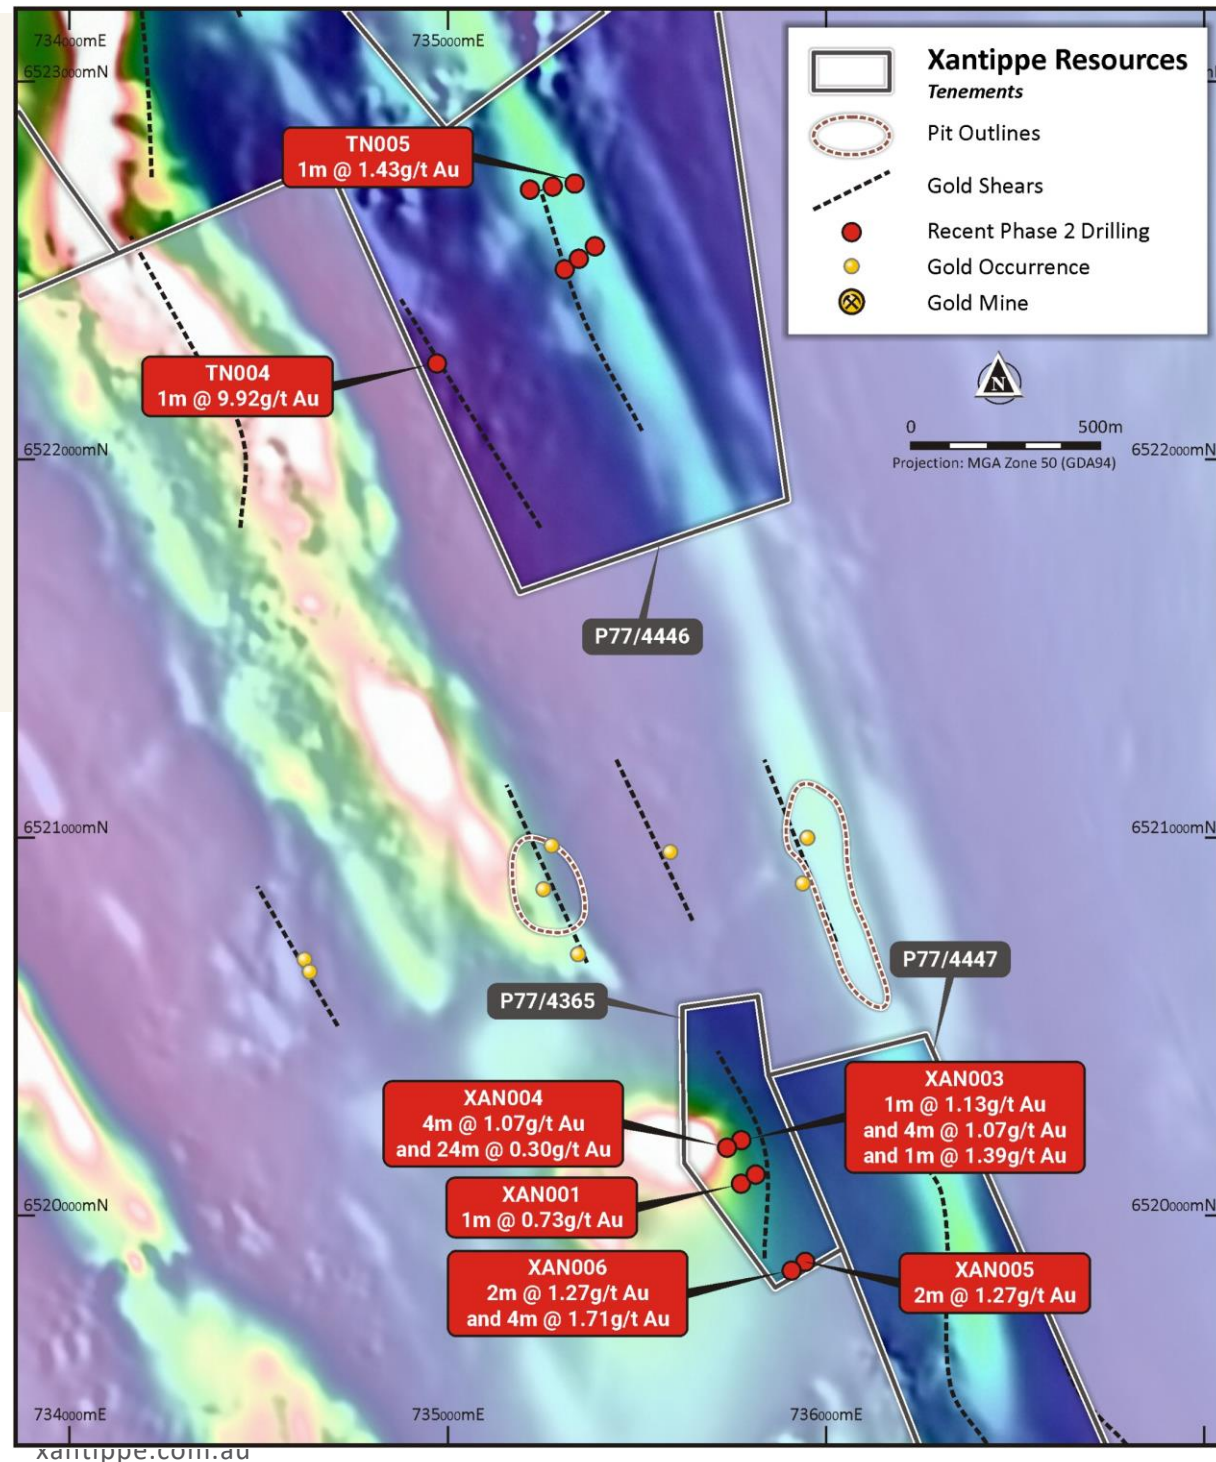 734000mE
735000mE
6523000mN
Xantippe Resources
Tenements
Pit Outlines
Gold Shears
Recent Phase 2 Drilling
Gold Occurrence
Gold Mine
N
0 500m
Projection: MGA Zone 50 (GDA94)
TN005
1m @ 1.43g/t Au
TN004
1m @ 9.92g/t Au
6522000mN
6522000mN
P77/4446
6521000mN
6521000mN
P77/4447
P77/4365
XAN004
4m @ 1.07g/t Au
and 24m @ 0.30g/t Au
XAN003
1m @ 1.13g/t Au
and 4m @ 1.07g/t Au
and 1m @ 1.39g/t Au
XAN001
1m @ 0.73g/t Au
6520000mN
6520000mN
XAN006
2m @ 1.27g/t Au
and 4m @ 1.71g/t Au
XAN005
2m @ 1.27g/t Au
734000mE
735000mE
736000mE
xantippe.com.au